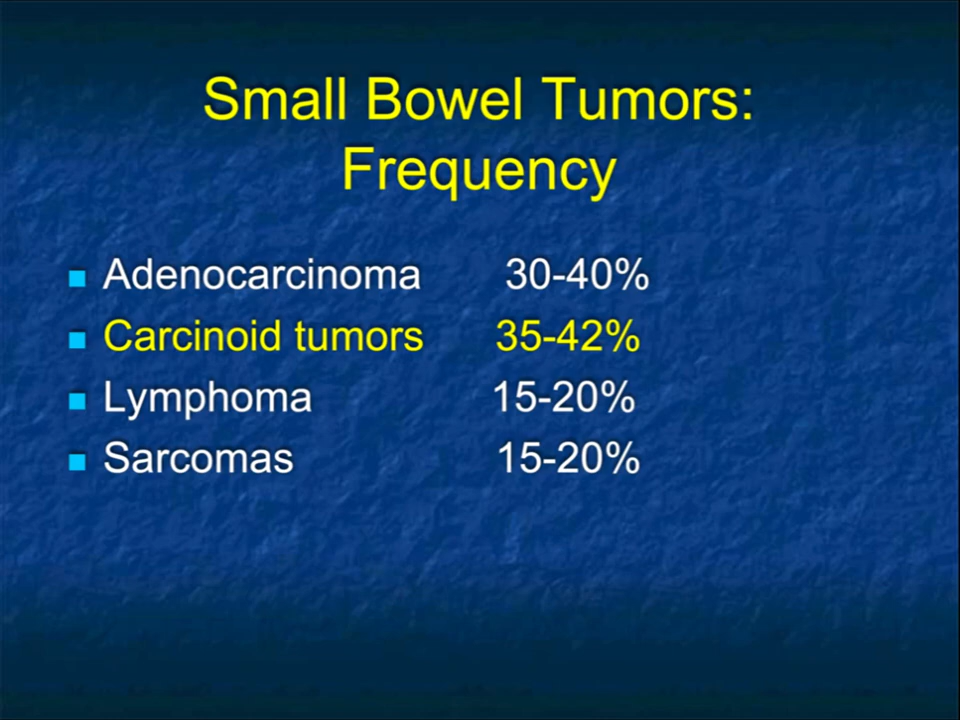 Small Bowel Tumors:
Frequency
Adenocarcinoma 30-40%
Carcinoid tumors 35-42%
Lymphoma 15-20%
Sarcomas 15-20%